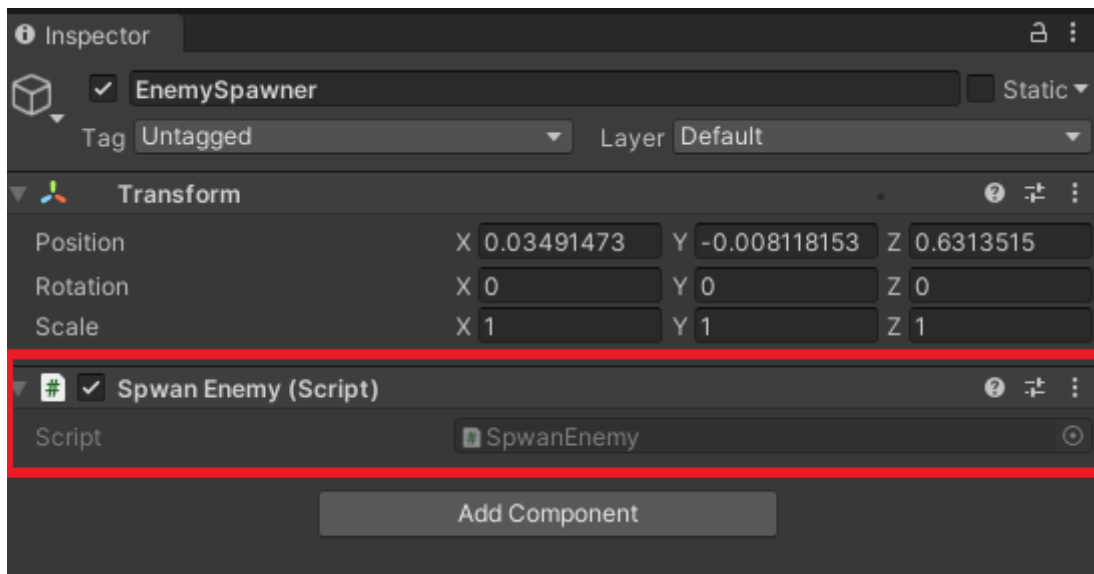 Inspector
EnemySpawner Static
Tag Untagged Layer Default
Transform
Position X 0.03491473 Y -0.008118153 Z 0.6313515
Rotation X 0 Y 0 Z 0
Scale X 1 Y 1 Z 1
# Spwan Enemy (Script)
Script # SpwanEnemy
Add Component